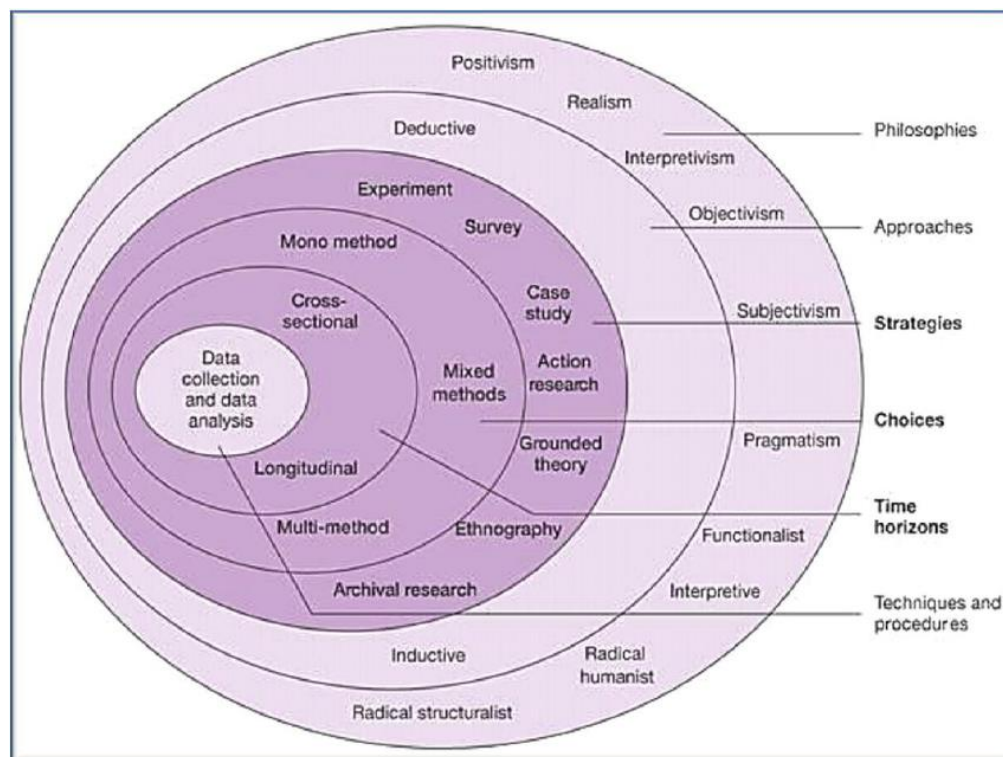 Positivism
Realism
Philosophies
Deductive
Interpretivism
Experiment
Objectivism
Survey
Approaches
Mono method
Cross-
sectional
Case
study
Subjectivism
Strategies
Data
collection
and data
analysis
Mixed
methods
Action
research
Choices
Pragmatism
Grounded
theory
Longitudinal
Time
horizons
Multi-method
Ethnography
Functionalist
Archival research
Interpretive
Techniques and
procedures
Inductive
Radical
humanist
Radical structuralist